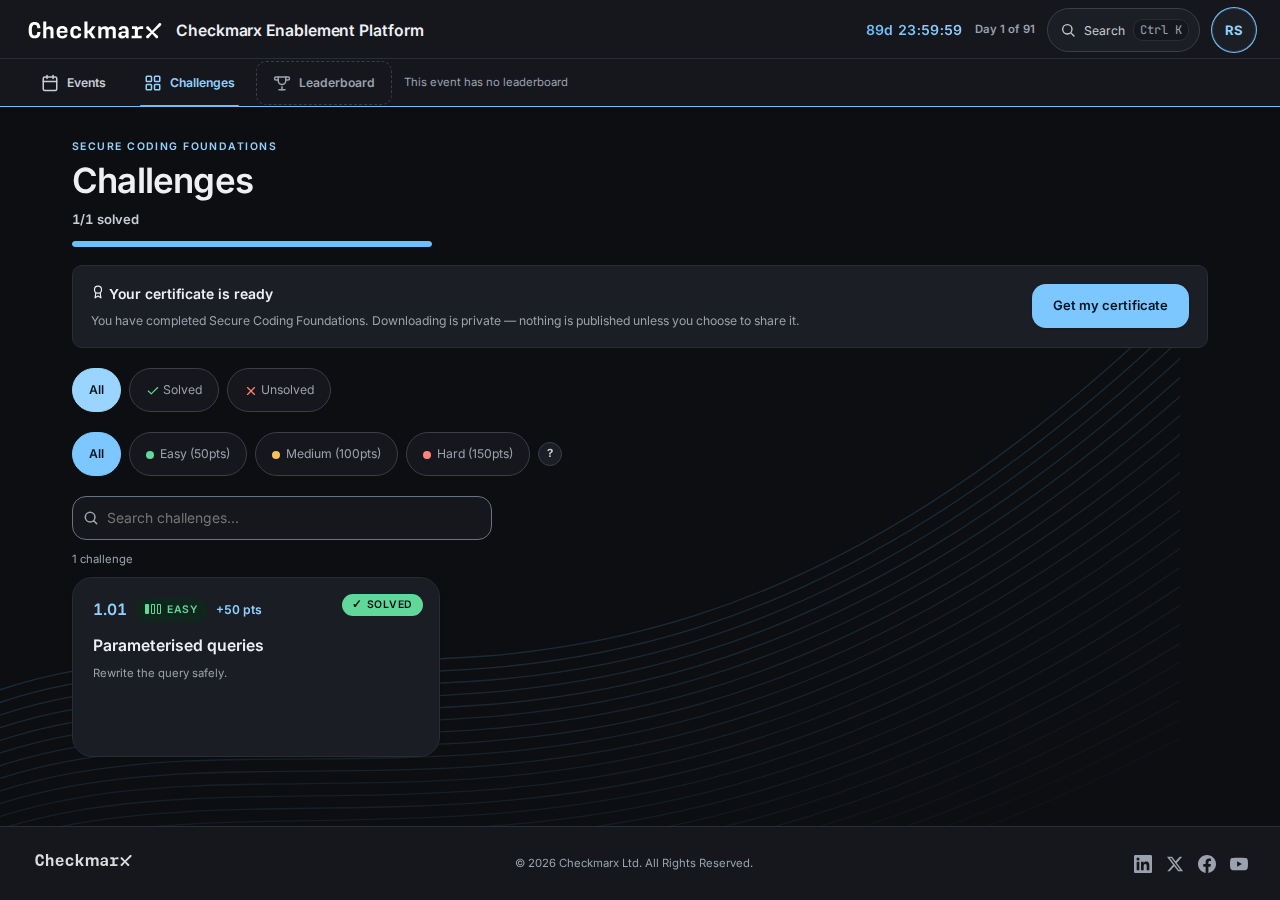 Checkmarx Checkmarx Enablement Platform 89d 23:59:59 Day 1 of 91 Search Ctrl K RS
Events Challenges Leaderboard This event has no leaderboard
SECURE CODING FOUNDATIONS
Challenges
1/1 solved
Your certificate is ready
You have completed Secure Coding Foundations. Downloading is private — nothing is published unless you choose to share it.
Get my certificate
All Solved Unsolved
All Easy (50pts) Medium (100pts) Hard (150pts) ?
Search challenges...
1 challenge
1.01 EASY +50 pts ✓ SOLVED
Parameterised queries
Rewrite the query safely.
Checkmarx © 2026 Checkmarx Ltd. All Rights Reserved.